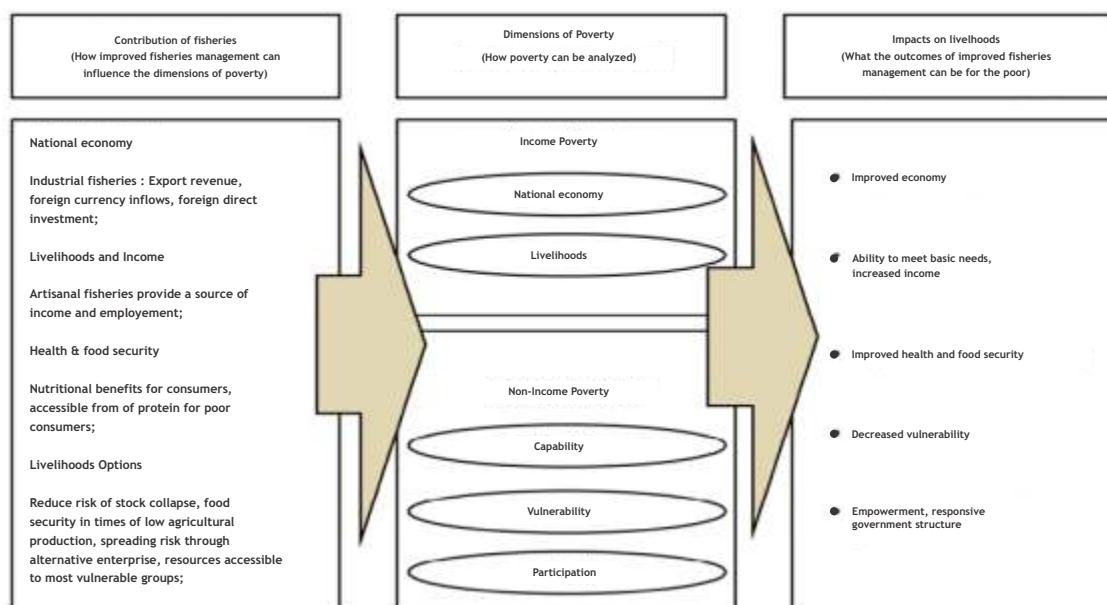 Contribution of fisheries
(How improved fisheries management can
influence the dimensions of poverty)
Dimensions of Poverty
(How poverty can be analyzed)
Impacts on livelhoods
(What the outcomes of improved fisheries
management can be for the poor)
National economy
Industrial fisheries : Export revenue,
foreign currency inflows, foreign direct
investment;
Livelihoods and Income
Artisanal fisheries provide a source of
income and employement;
Health & food security
Nutritional benefits for consumers,
accessible from of protein for poor
consumers;
Livelihoods Options
Reduce risk of stock collapse, food
security in times of low agricultural
production, spreading risk through
alternative enterprise, resources accessible
to most vulnerable groups;
Income Poverty
National economy
Livelihoods
Non-Income Poverty
Capability
Vulnerability
Participation
Improved economy
Ability to meet basic needs,
increased income
Improved health and food security
Decreased vulnerability
Empowerment, responsive
government structure